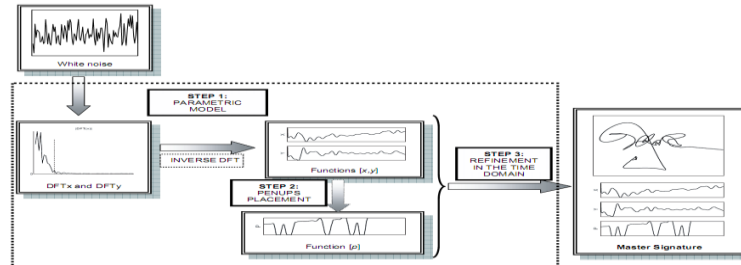 White noise
STEP 1:
PARAMETRIC
MODEL
DFTx
INVERSE DFT
DFTx and DFTy
Functions [x,y]
STEP 2:
PENUPS
PLACEMENT
Function [p]
STEP 3:
REFINEMENT
IN THE TIME
DOMAIN
Master Signature